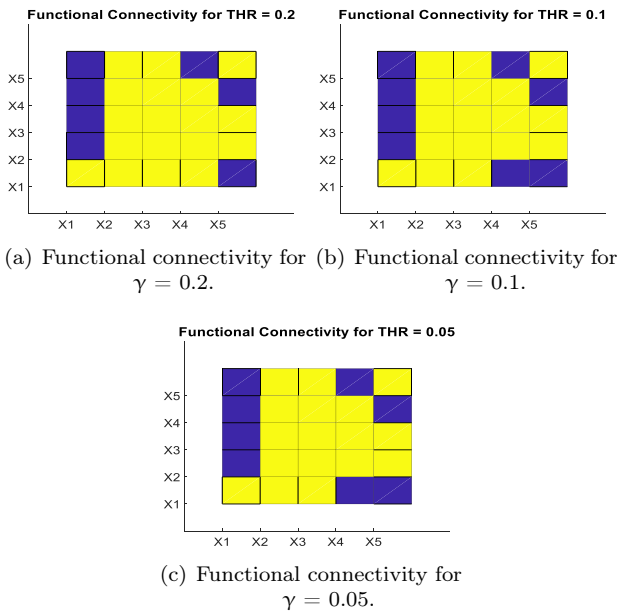 Functional Connectivity for THR = 0.2
X5
X4
X3
X2
X1
X1 X2 X3 X4 X5
(a) Functional connectivity for
γ = 0.2.
Functional Connectivity for THR = 0.1
X5
X4
X3
X2
X1
X1 X2 X3 X4 X5
(b) Functional connectivity for
γ = 0.1.
Functional Connectivity for THR = 0.05
X5
X4
X3
X2
X1
X1 X2 X3 X4 X5
(c) Functional connectivity for
γ = 0.05.